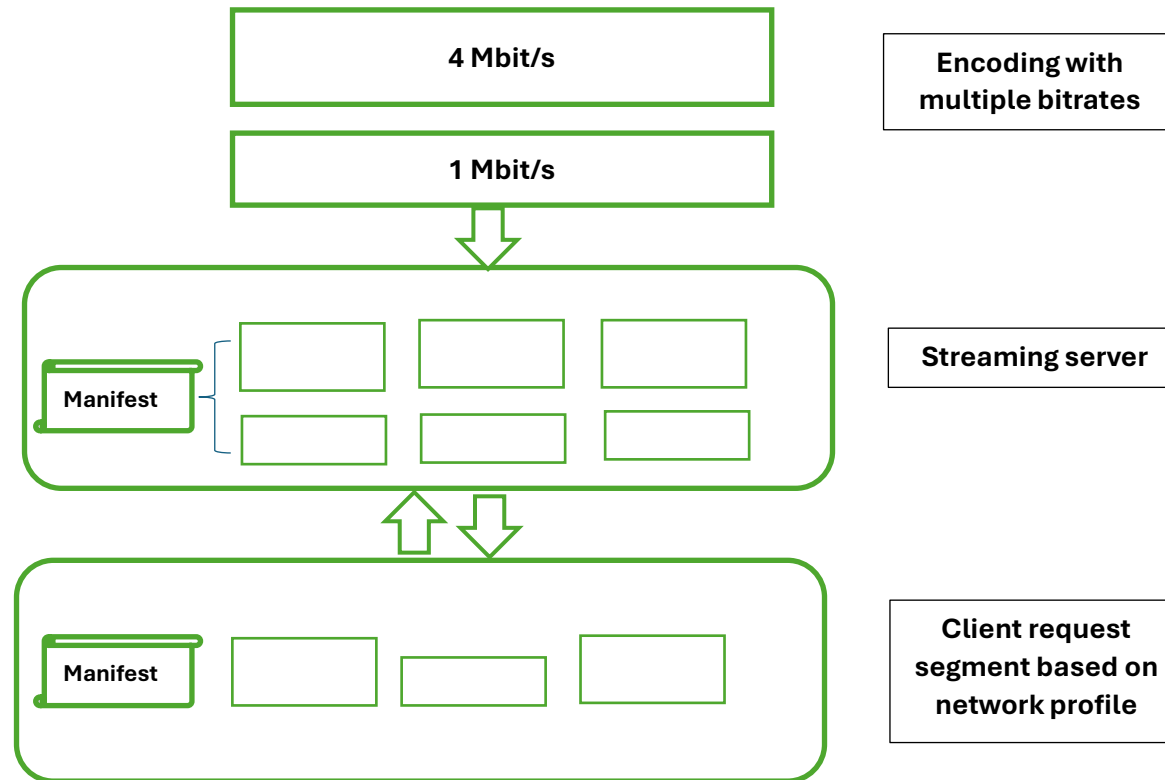 4 Mbit/s
Encoding with
multiple bitrates
1 Mbit/s
Manifest
Streaming server
Manifest
Client request
segment based on
network profile